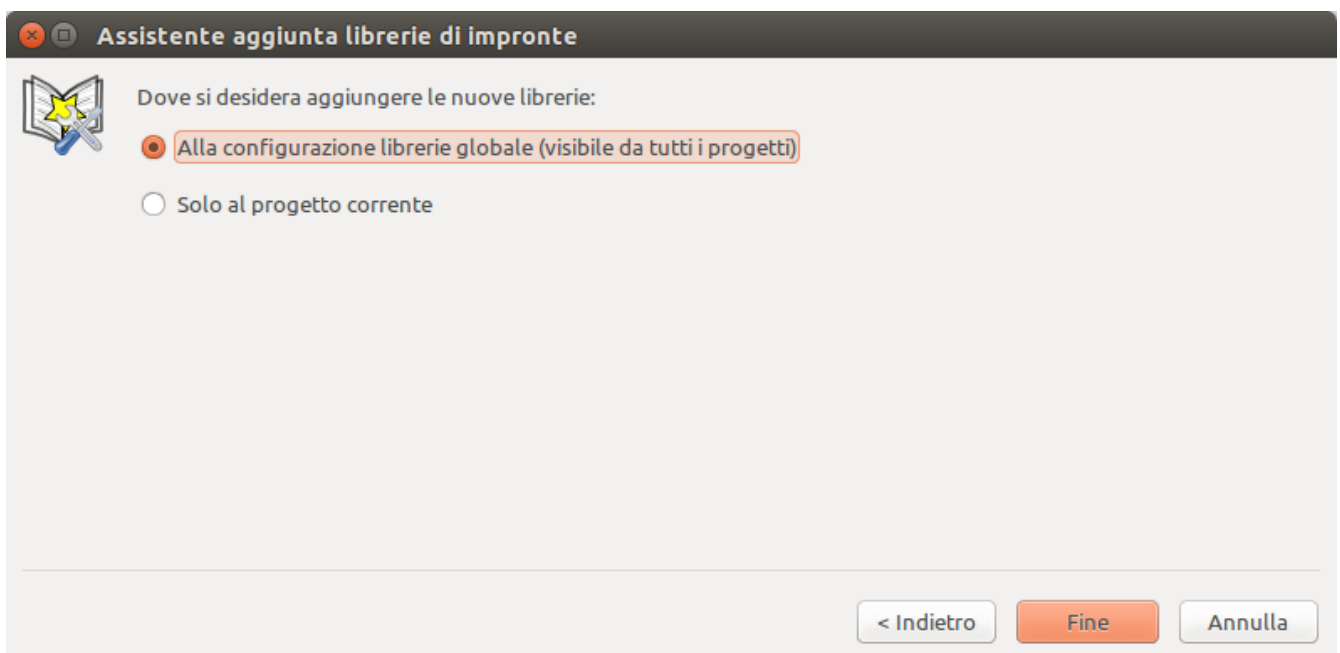 Assistente aggiunta librerie di impronte
Dove si desidera aggiungere le nuove librerie:
Alla configurazione librerie globale (visibile da tutti i progetti)
Solo al progetto corrente
< Indietro
Fine
Annulla